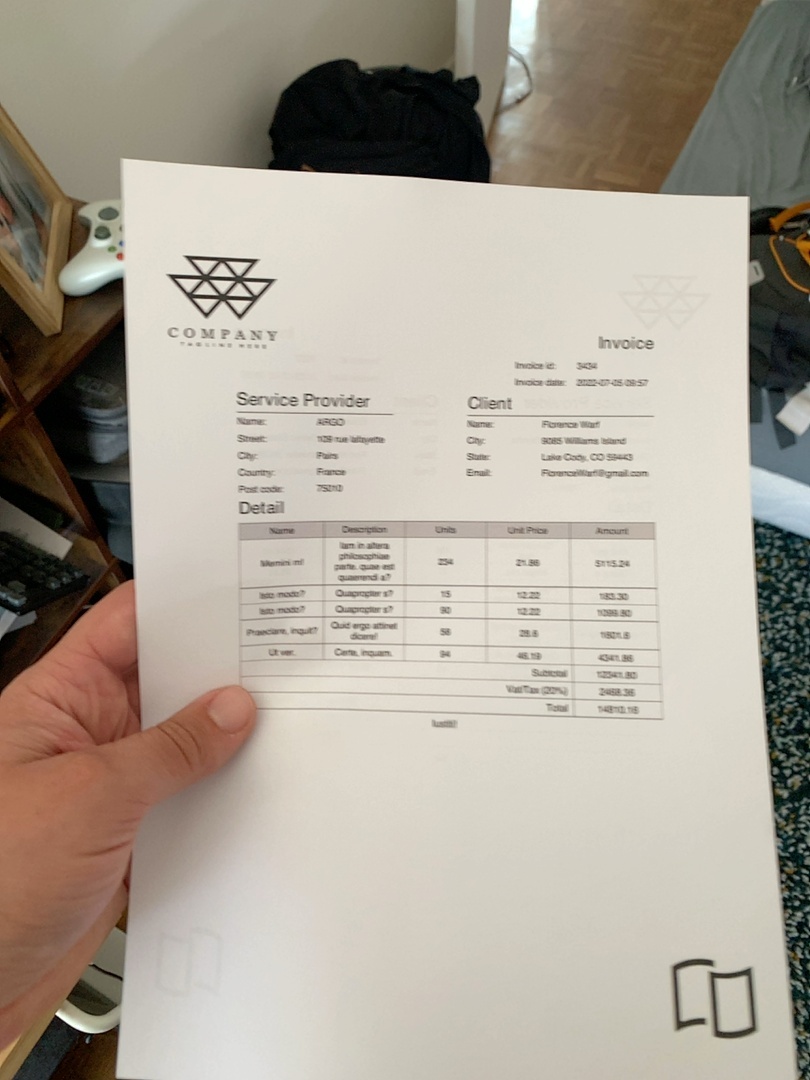 COMPANY
TAGLINE HERE
Invoice
Invoice id: 3434
Invoice date: 2022-07-05 09:57
Service Provider
Name: ARGO
Street: 109 rue lafayette
City: Pairs
Country: France
Post code: 75010
Client
Name: Florence Warf
City: 9085 Williams Island
State: Lake Cody, CO 59443
Email: FlorenceWarf@gmail.com
Detail
Name Description Units Unit Price Amount
Memini m! Iam in altera philosophiae parte. quae est quaerendi a? 234 21.86 5115.24
Isto modo? Quapropter s? 15 12.22 183.30
Isto modo? Quapropter s? 90 12.22 1099.80
Praeclare, inquit? Quid ergo attinet dicere! 56 28.6 1601.6
Ut ver. Certe, inquam. 94 46.19 4341.86
Subtotal 12341.80
Vat/Tax (20%) 2468.36
Total 14810.16
Iustit!